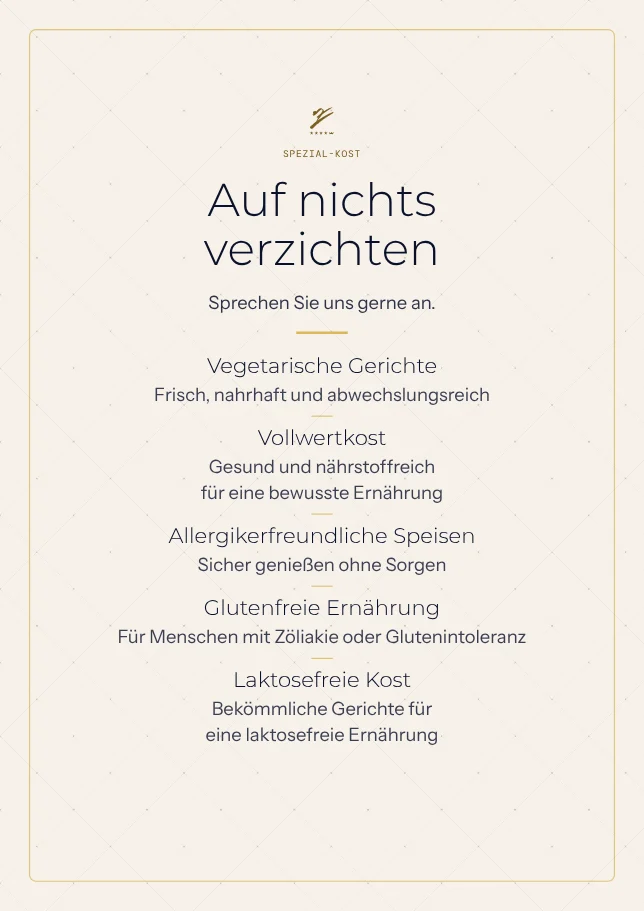 SPEZIAL-KOST
Auf nichts
verzichten
Sprechen Sie uns gerne an.
Vegetarische Gerichte
Frisch, nahrhaft und abwechslungsreich
Vollwertkost
Gesund und nährstoffreich
für eine bewusste Ernährung
Allergikerfreundliche Speisen
Sicher genießen ohne Sorgen
Glutenfreie Ernährung
Für Menschen mit Zöliakie oder Glutenintoleranz
Laktosefreie Kost
Bekömmliche Gerichte für
eine laktosefreie Ernährung